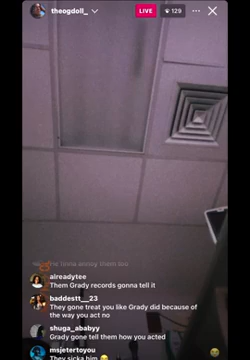 theogdoll_
LIVE
129
aireadytee
Them Grady records gonna tell it
baddestt__23
They gone treat you like Grady did because of
the way you act no
shuga_ababyy
Grady gone tell them how you acted
msjetertoyou
They sicka him 😂